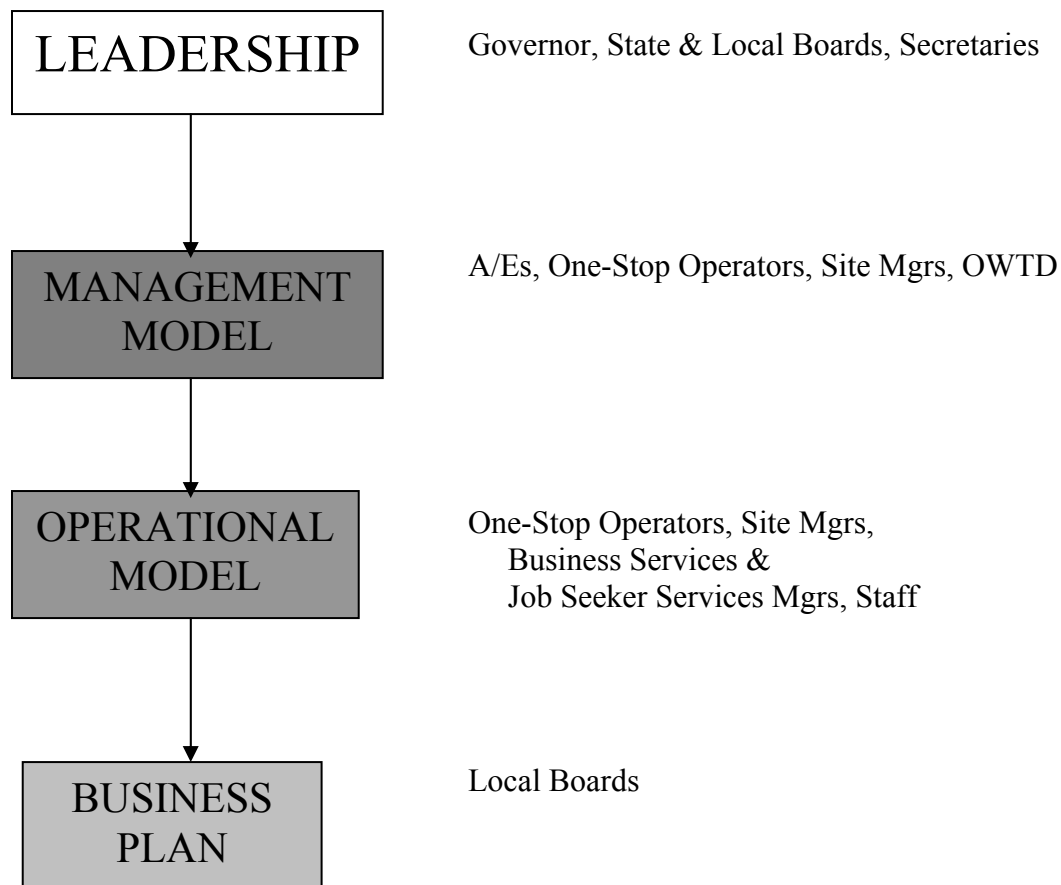 LEADERSHIP
Governor, State & Local Boards, Secretaries
MANAGEMENT
MODEL
A/Es, One-Stop Operators, Site Mgrs, OWTD
OPERATIONAL
MODEL
One-Stop Operators, Site Mgrs,
Business Services &
Job Seeker Services Mgrs, Staff
BUSINESS
PLAN
Local Boards